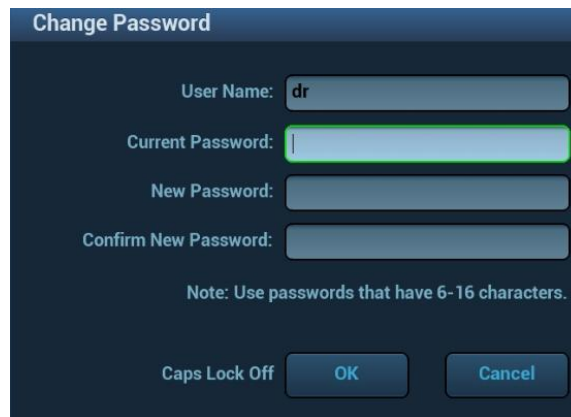 Change Password
User Name: dr
Current Password:
New Password:
Confirm New Password:
Note: Use passwords that have 6-16 characters.
Caps Lock Off OK Cancel